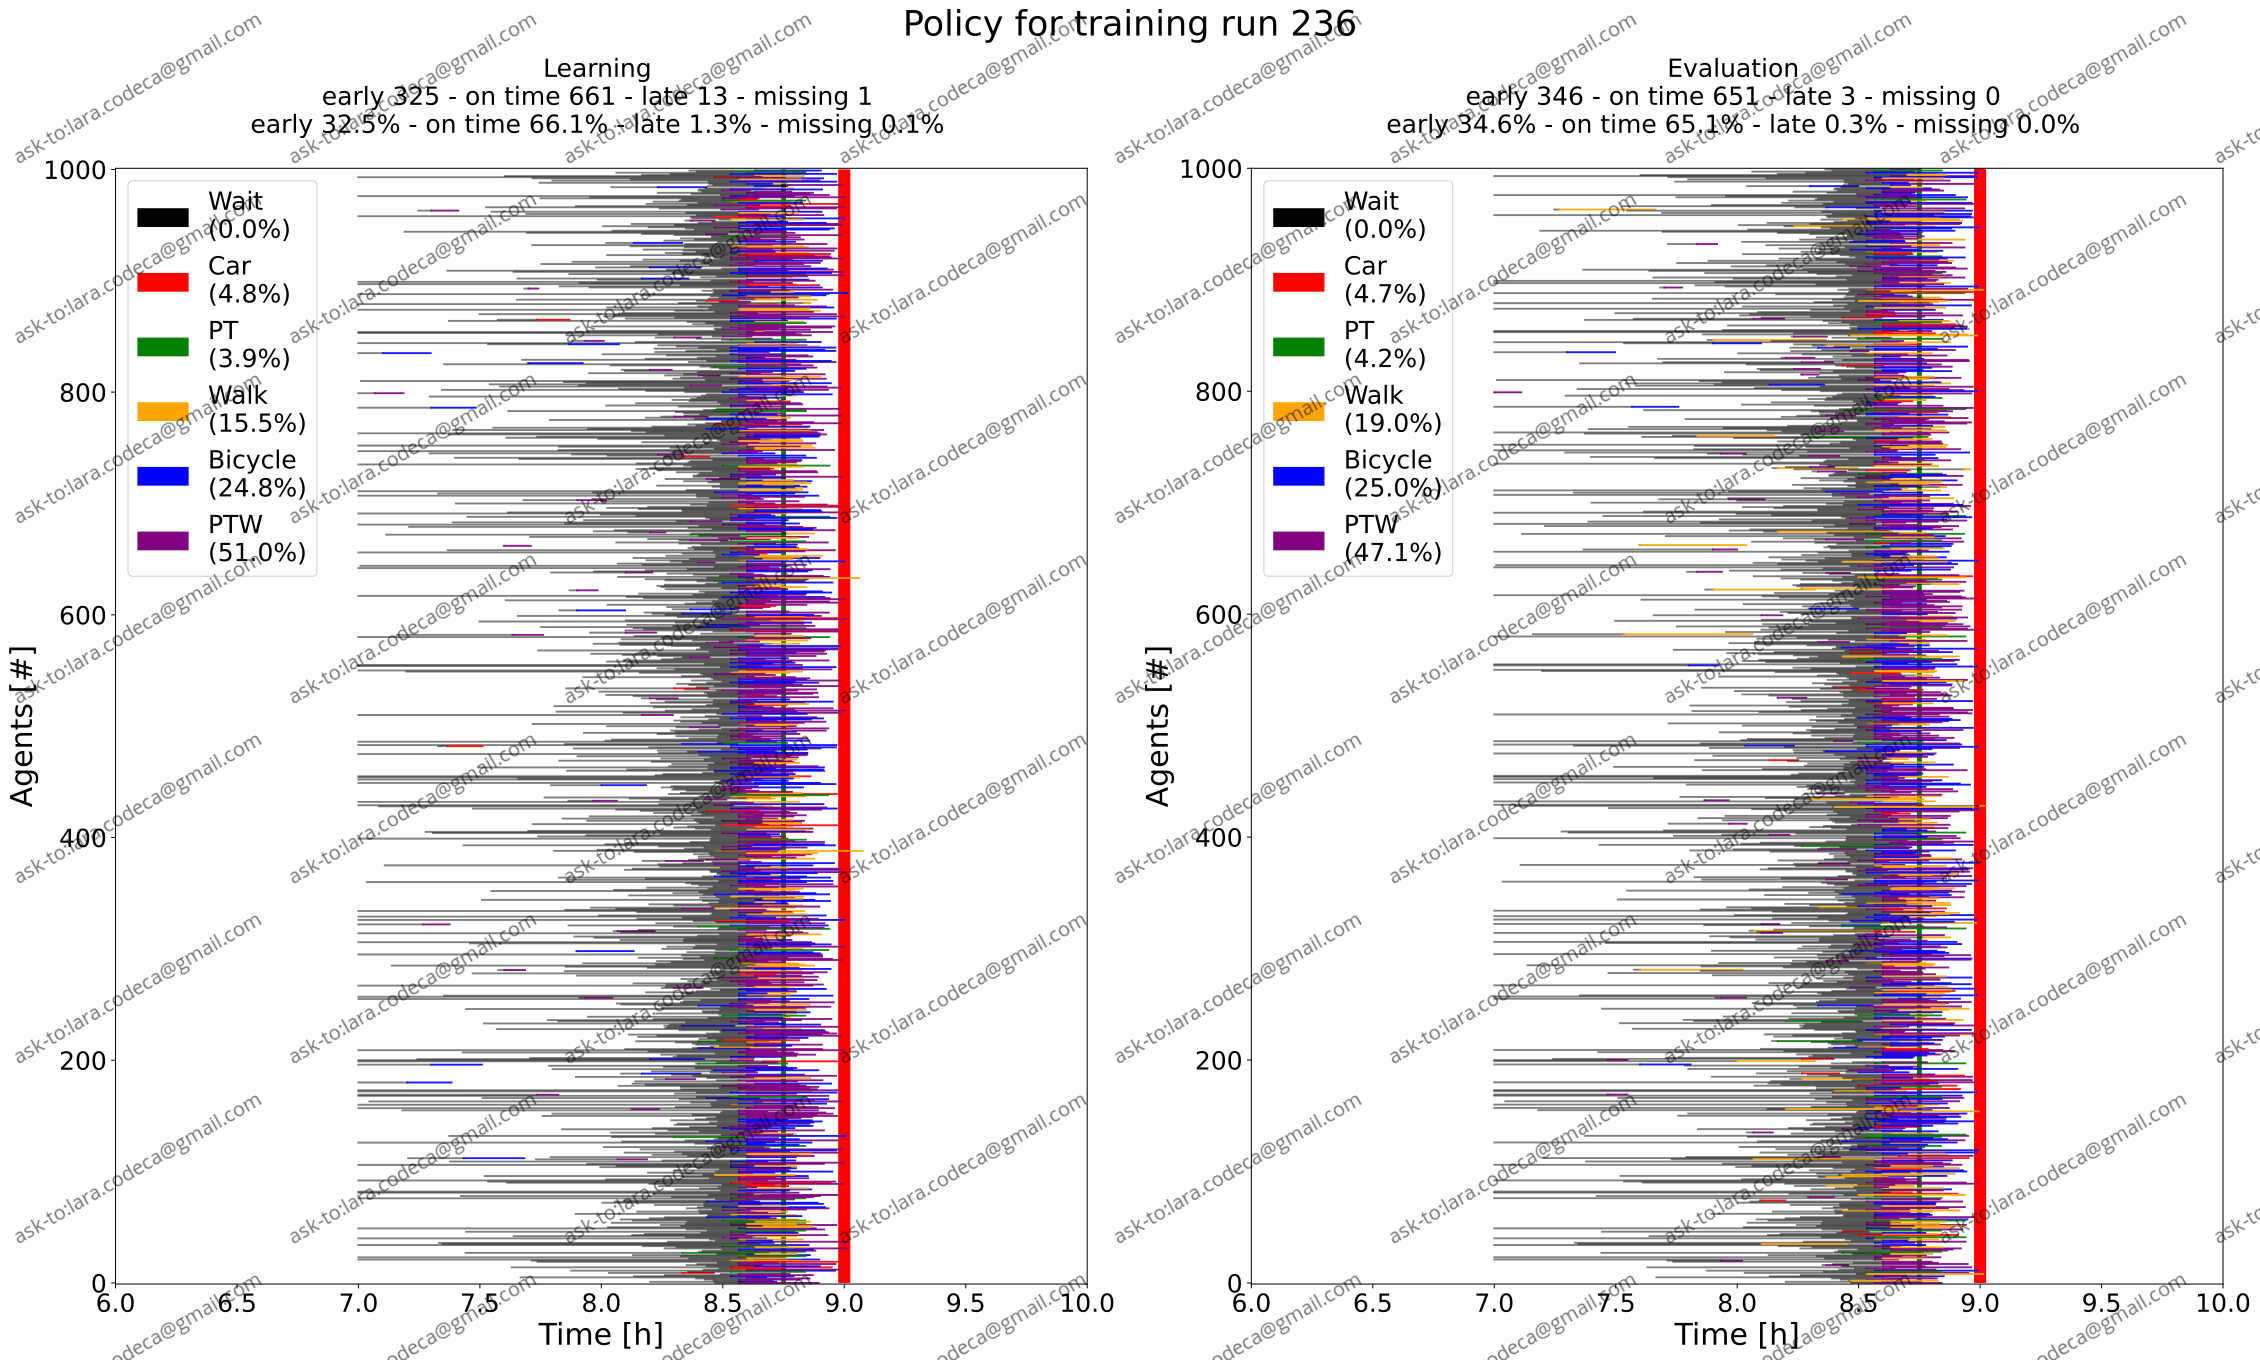 Policy for training run 236
Learning
early 325 - on time 661 - late 13 - missing 1
early 32.5% - on time 66.1% - late 1.3% - missing 0.1%
1000
800
600
400
200
0
Agents [#]
Wait
(0.0%)
Car
(4.8%)
PT
(3.9%)
Walk
(15.5%)
Bicycle
(24.8%)
PTW
(51.0%)
6.0 6.5 7.0 7.5 8.0 8.5 9.0 9.5 10.0
Time [h]
Evaluation
early 346 - on time 651 - late 3 - missing 0
early 34.6% - on time 65.1% - late 0.3% - missing 0.0%
1000
800
600
400
200
0
Agents [#]
Wait
(0.0%)
Car
(4.7%)
PT
(4.2%)
Walk
(19.0%)
Bicycle
(25.0%)
PTW
(47.1%)
6.0 6.5 7.0 7.5 8.0 8.5 9.0 9.5 10.0
Time [h]
ask-to:lara.codeca@gmail.com